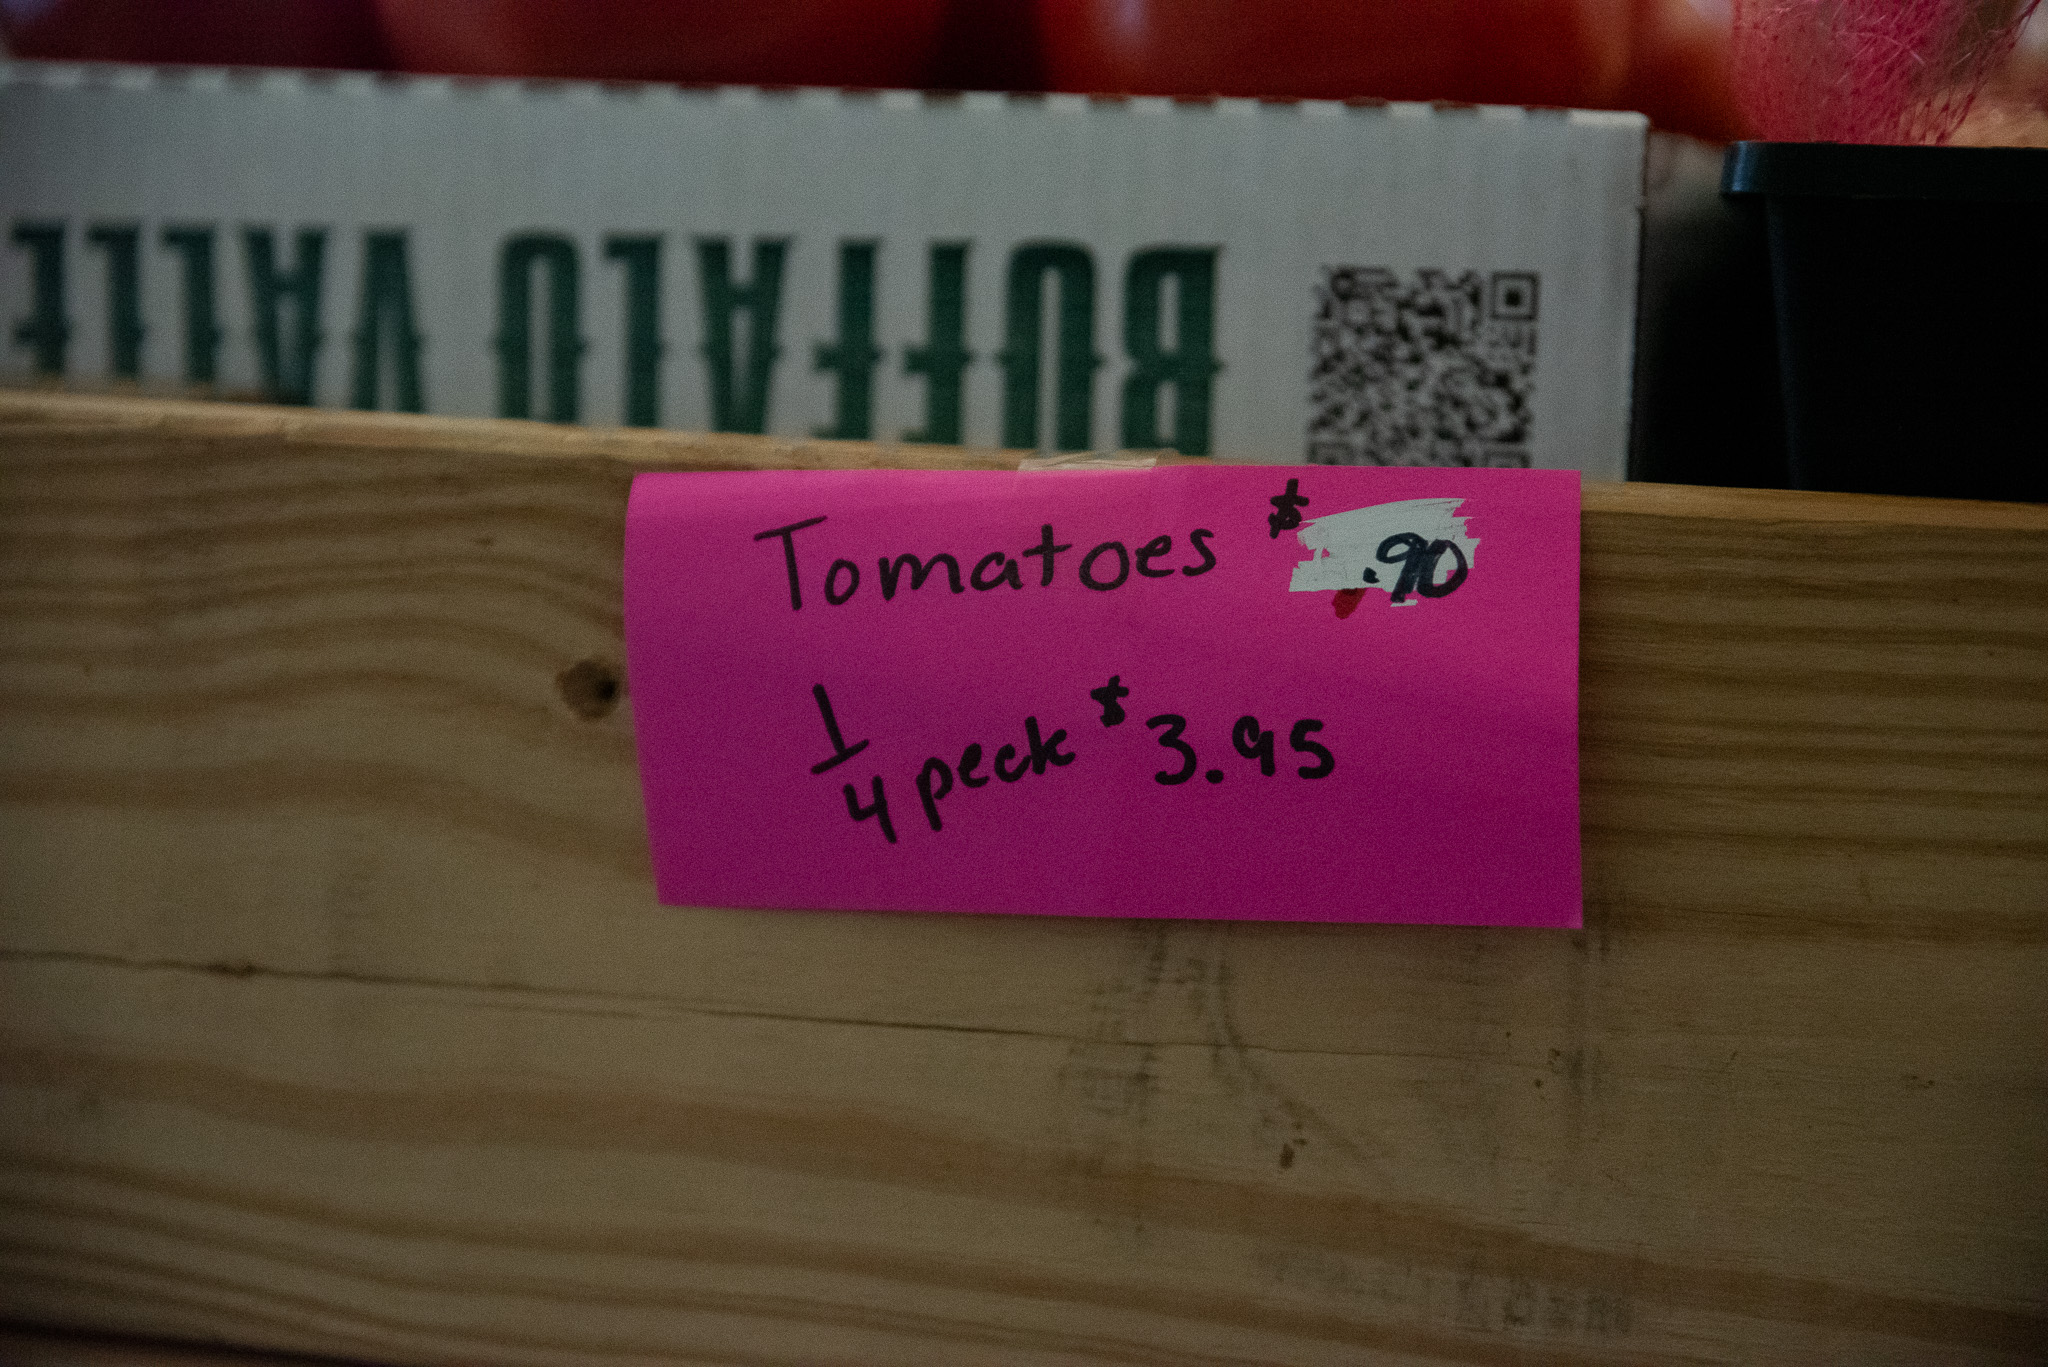 BUFFALO VALLE
Tomatoes $.90
1/4 peck $3.95